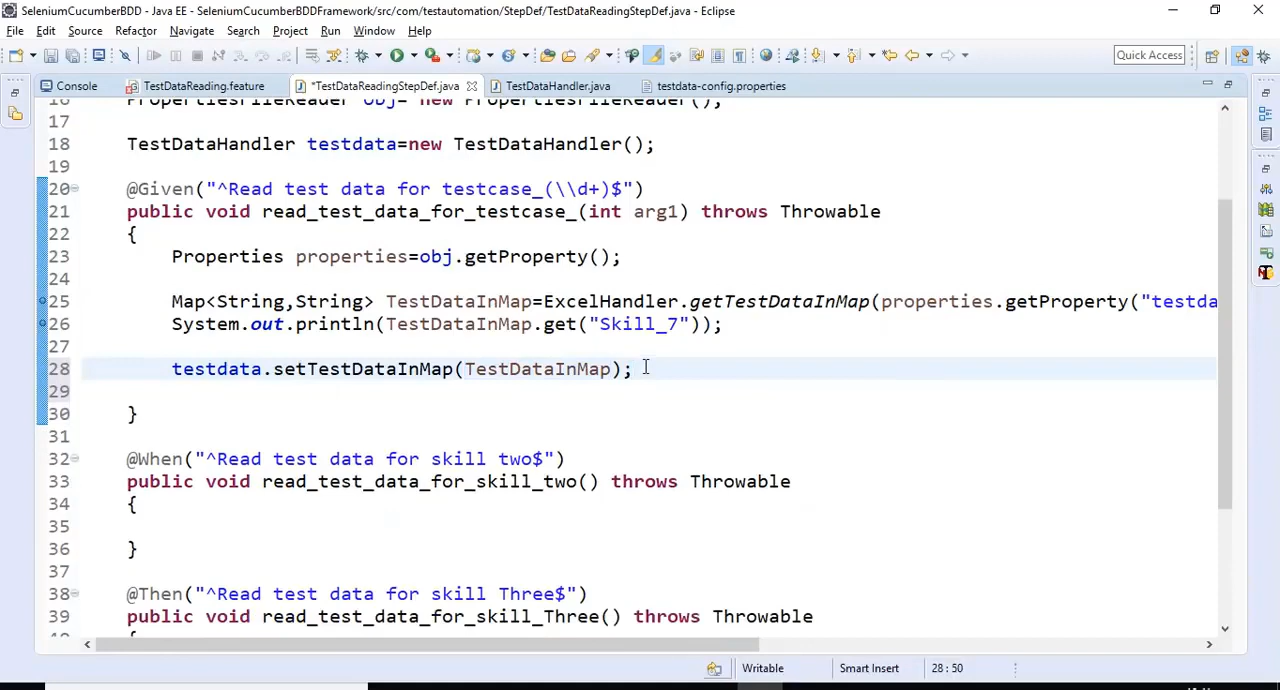 SeleniumCucumberBDD - Java EE - SeleniumCucumberBDDFramework/src/com/testautomation/StepDef/TestDataReadingStepDef.java - Eclipse
File Edit Source Refactor Navigate Search Project Run Window Help
Quick Access
Console TestDataReading.feature *TestDataReadingStepDef.java TestDataHandler.java testdata-config.properties
16 PropertiesFileReader obj= new PropertiesFileReader();
17
18 TestDataHandler testdata=new TestDataHandler();
19
20 @Given("^Read test data for testcase_(\\d+)$")
21 public void read_test_data_for_testcase_(int arg1) throws Throwable
22 {
23 Properties properties=obj.getProperty();
24
25 Map<String,String> TestDataInMap=ExcelHandler.getTestDataInMap(properties.getProperty("testda
26 System.out.println(TestDataInMap.get("Skill_7"));
27
28 testdata.setTestDataInMap(TestDataInMap);
29
30 }
31
32 @When("^Read test data for skill two$")
33 public void read_test_data_for_skill_two() throws Throwable
34 {
35
36 }
37
38 @Then("^Read test data for skill Three$")
39 public void read_test_data_for_skill_Three() throws Throwable
{
Writable Smart Insert 28 : 50